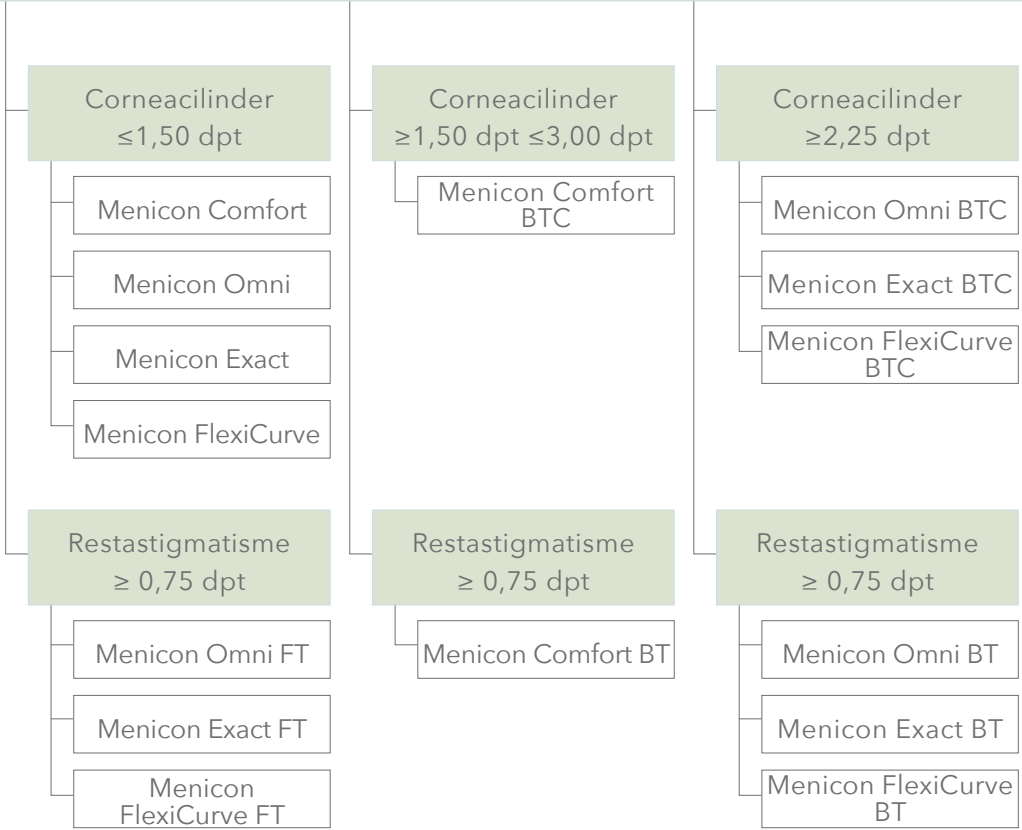 Corneacilinder
≤1,50 dpt
Menicon Comfort
Menicon Omni
Menicon Exact
Menicon FlexiCurve
Restastigmatisme
≥ 0,75 dpt
Menicon Omni FT
Menicon Exact FT
Menicon
FlexiCurve FT
Corneacilinder
≥1,50 dpt ≤3,00 dpt
Menicon Comfort
BTC
Restastigmatisme
≥ 0,75 dpt
Menicon Comfort BT
Corneacilinder
≥2,25 dpt
Menicon Omni BTC
Menicon Exact BTC
Menicon FlexiCurve
BTC
Restastigmatisme
≥ 0,75 dpt
Menicon Omni BT
Menicon Exact BT
Menicon FlexiCurve
BT